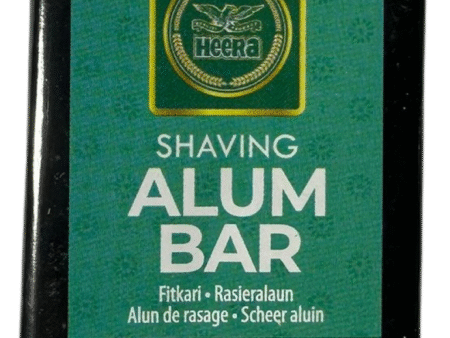 HEERA
SHAVING
ALUM
BAR
Fitkari • Rasieralaun
Alun de rasage • Scheer aluin